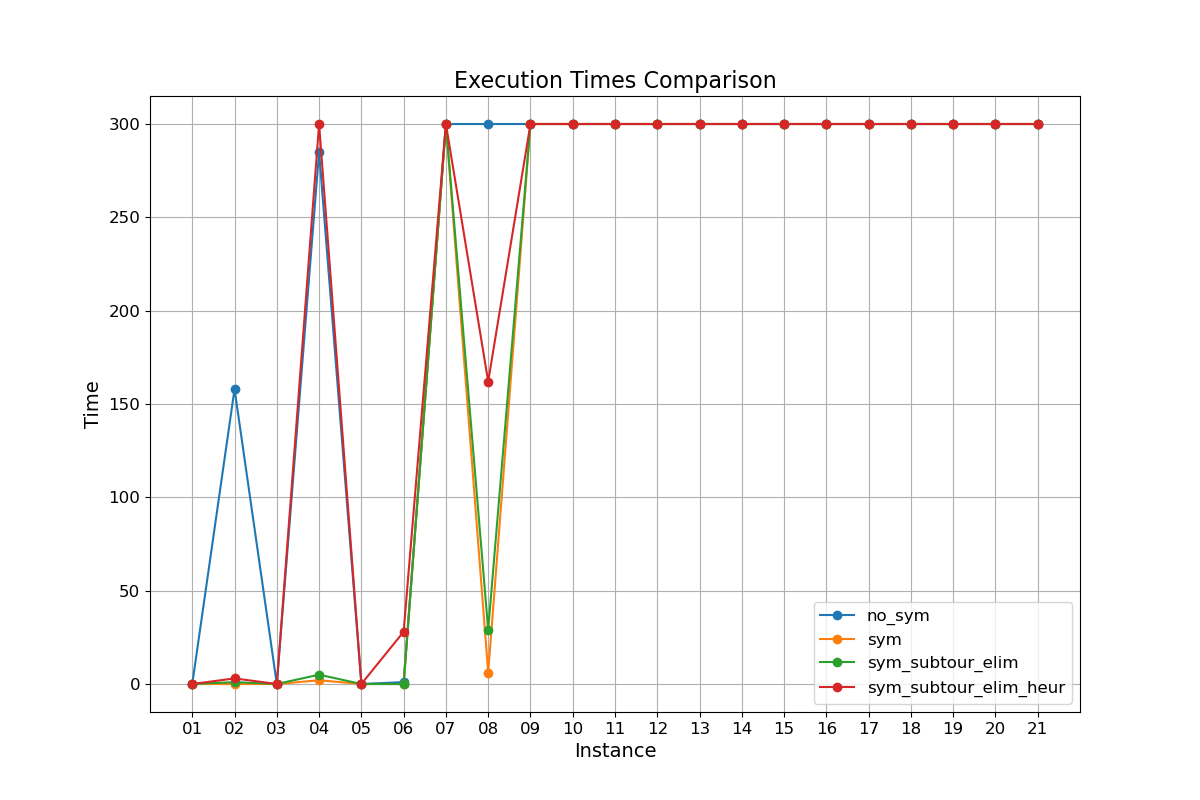 Execution Times Comparison
300
250
200
150
100
50
0
Time
01 02 03 04 05 06 07 08 09 10 11 12 13 14 15 16 17 18 19 20 21
Instance
no_sym
sym
sym_subtour_elim
sym_subtour_elim_heur